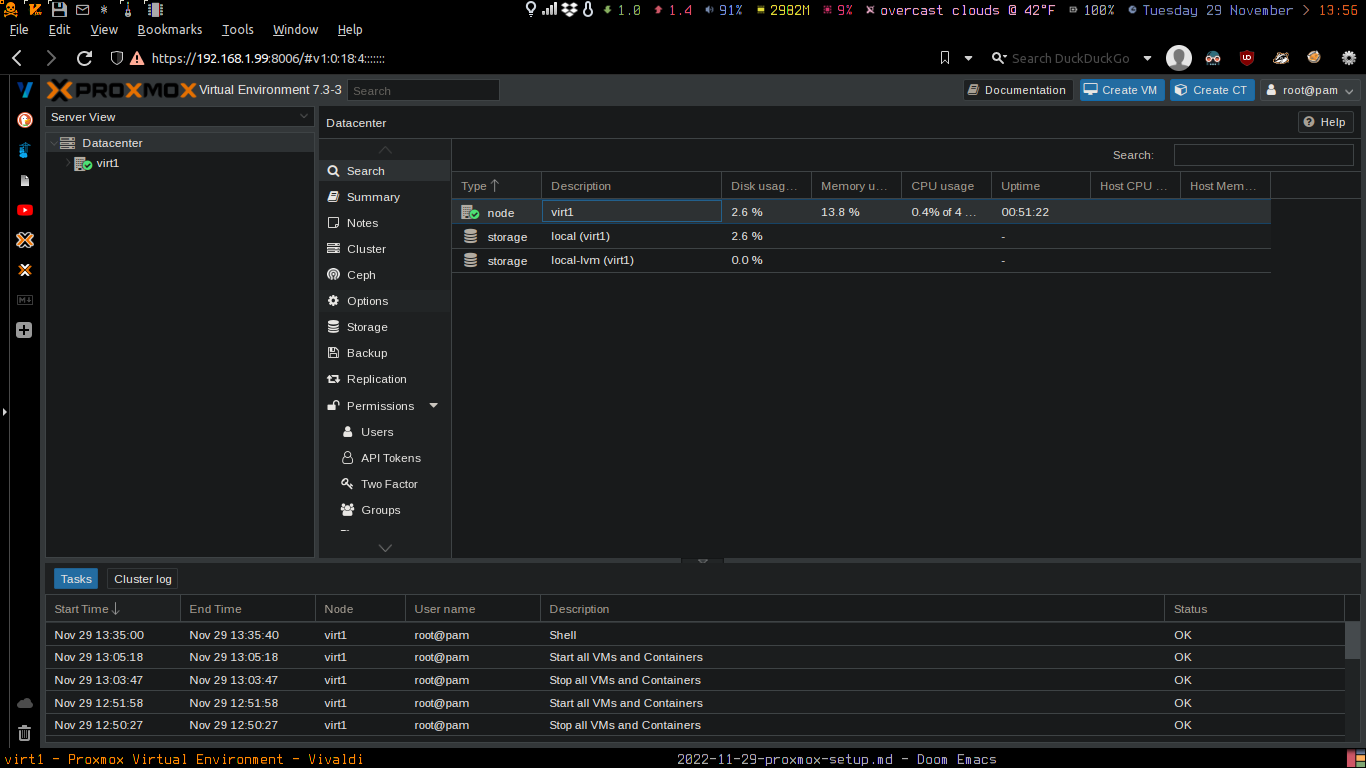 1.0 1.4 91% 2982M 9% overcast clouds @ 42°F 100% Tuesday 29 November > 13:56
File Edit View Bookmarks Tools Window Help
https://192.168.1.99:8006/#v1:0:18:4::::::: Search DuckDuckGo
PROXMOX Virtual Environment 7.3-3 Search Documentation Create VM Create CT root@pam
Server View
Datacenter
virt1
Datacenter Help
Search
Summary
Notes
Cluster
Ceph
Options
Storage
Backup
Replication
Permissions
Users
API Tokens
Two Factor
Groups
Search:
Type Description Disk usag... Memory u... CPU usage Uptime Host CPU ... Host Mem...
node virt1 2.6 % 13.8 % 0.4% of 4 ... 00:51:22
storage local (virt1) 2.6 % -
storage local-lvm (virt1) 0.0 % -
Tasks Cluster log
Start Time End Time Node User name Description Status
Nov 29 13:35:00 Nov 29 13:35:40 virt1 root@pam Shell OK
Nov 29 13:05:18 Nov 29 13:05:18 virt1 root@pam Start all VMs and Containers OK
Nov 29 13:03:47 Nov 29 13:03:47 virt1 root@pam Stop all VMs and Containers OK
Nov 29 12:51:58 Nov 29 12:51:58 virt1 root@pam Start all VMs and Containers OK
Nov 29 12:50:27 Nov 29 12:50:27 virt1 root@pam Stop all VMs and Containers OK
virt1 - Proxmox Virtual Environment - Vivaldi 2022-11-29-proxmox-setup.md - Doom Emacs